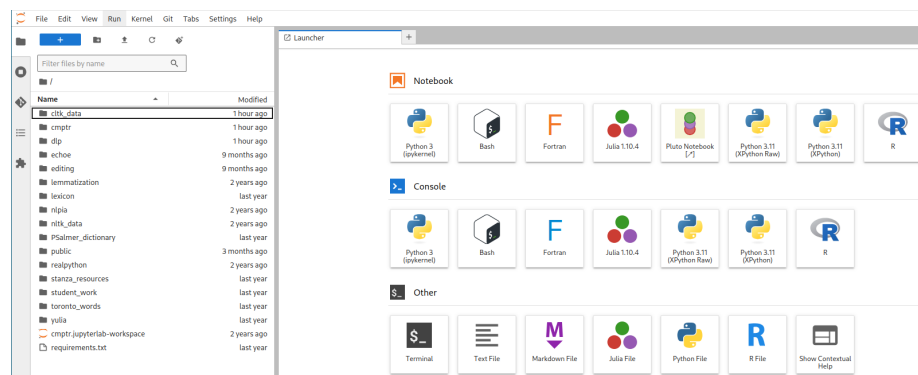 File Edit View Run Kernel Git Tabs Settings Help
+
Filter files by name
/
Name Modified
cltk_data 1 hour ago
cmptr 1 hour ago
dlp 1 hour ago
echoe 9 months ago
editing 9 months ago
lemmatization 2 years ago
lexicon last year
nlpia 2 years ago
nltk_data 2 years ago
PSalmer_dictionary last year
public 3 months ago
realpython 2 years ago
stanza_resources last year
student_work last year
toronto_words last year
yulia last year
cmptr.jupyterlab-workspace 2 years ago
requirements.txt last year
Launcher +
Notebook
$ F R
Python 3 Bash Fortran Julia 1.10.4 Pluto Notebook Python 3.11 Python 3.11 R
(ipykernel) [↗] (XPython Raw) (XPython)
>_ Console
$ F R
Python 3 Bash Fortran Julia 1.10.4 Python 3.11 Python 3.11 R
(ipykernel) (XPython Raw) (XPython)
$_ Other
$_ M R
Terminal Text File Markdown File Julia File Python File R File Show Contextual
Help